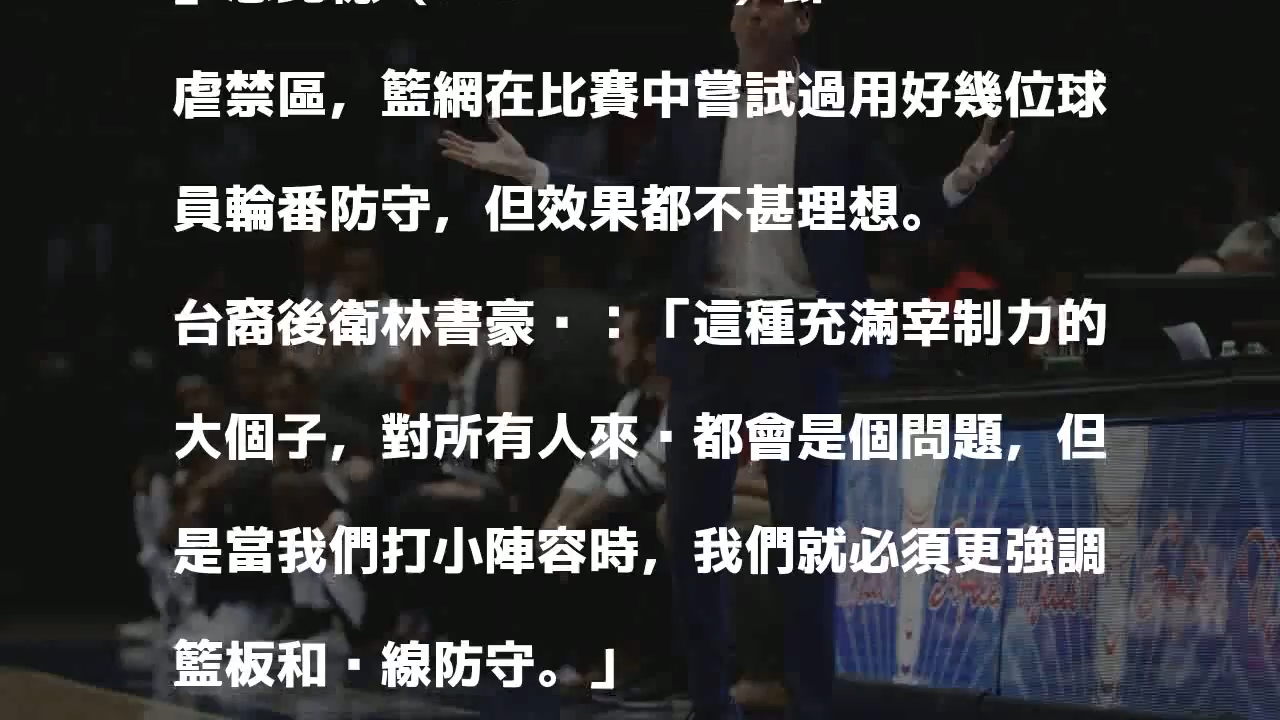 虐禁區，籃網在比賽中嘗試過用好幾位球
員輪番防守，但效果都不甚理想。
台裔後衛林書豪▪：「這種充滿宰制力的
大個子，對所有人來▪都會是個問題，但
是當我們打小陣容時，我們就必須更強調
籃板和▪線防守。」